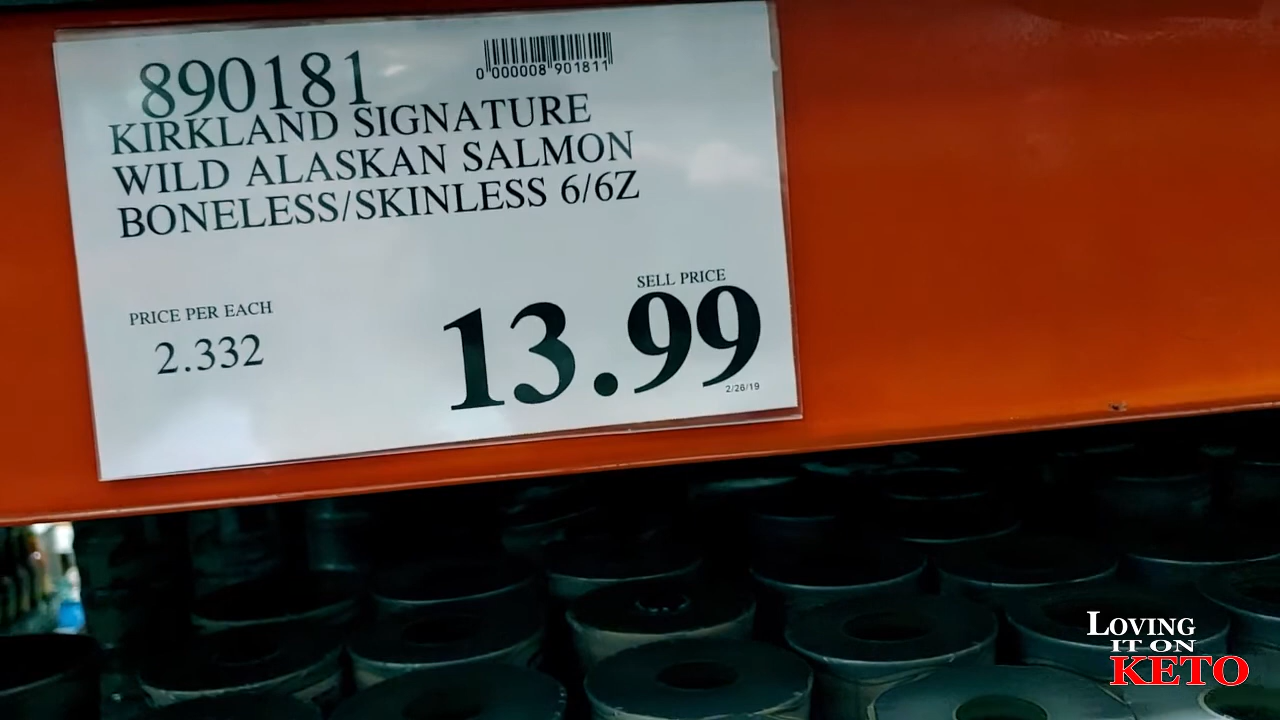 890181
0 000008 901811
KIRKLAND SIGNATURE
WILD ALASKAN SALMON
BONELESS/SKINLESS 6/6Z
PRICE PER EACH
2.332
SELL PRICE
13.99
2/26/19
LOVING
IT ON
KETO